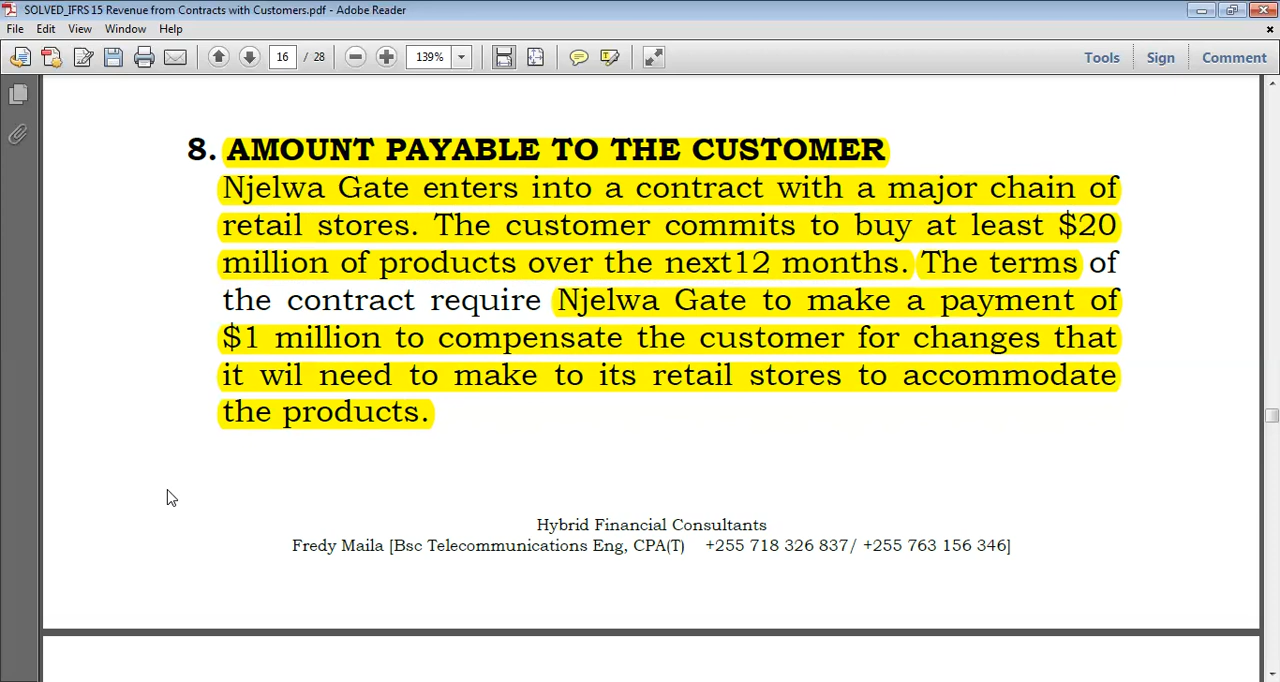 SOLVED_IFRS 15 Revenue from Contracts with Customers.pdf - Adobe Reader
File Edit View Window Help
16 / 28 139% Tools Sign Comment
8. AMOUNT PAYABLE TO THE CUSTOMER
Njelwa Gate enters into a contract with a major chain of
retail stores. The customer commits to buy at least $20
million of products over the next12 months. The terms of
the contract require Njelwa Gate to make a payment of
$1 million to compensate the customer for changes that
it wil need to make to its retail stores to accommodate
the products.
Hybrid Financial Consultants
Fredy Maila [Bsc Telecommunications Eng, CPA(T) +255 718 326 837/ +255 763 156 346]